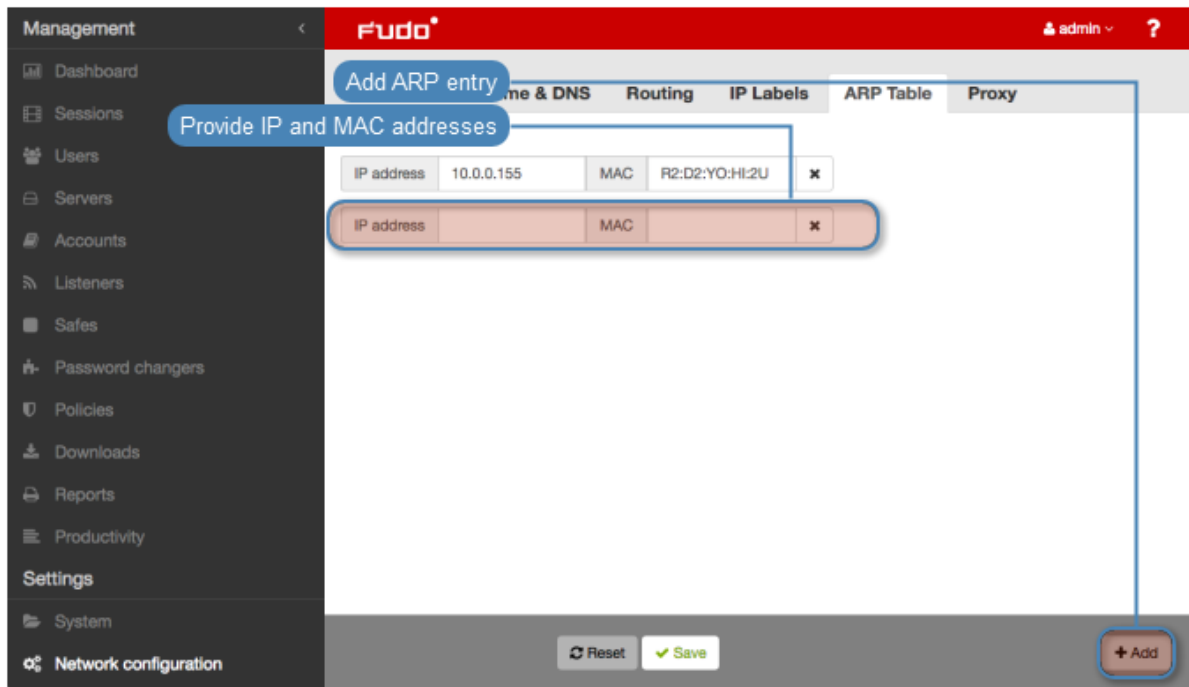 Management
Fudo
admin
?
Dashboard
Add ARP entry
me & DNS
Routing
IP Labels
ARP Table
Proxy
Sessions
Provide IP and MAC addresses
Users
IP address 10.0.0.155 MAC R2:D2:YO:HI:2U
Servers
IP address MAC
Accounts
Listeners
Safes
Password changers
Policies
Downloads
Reports
Productivity
Settings
System
Reset
Save
+ Add
Network configuration